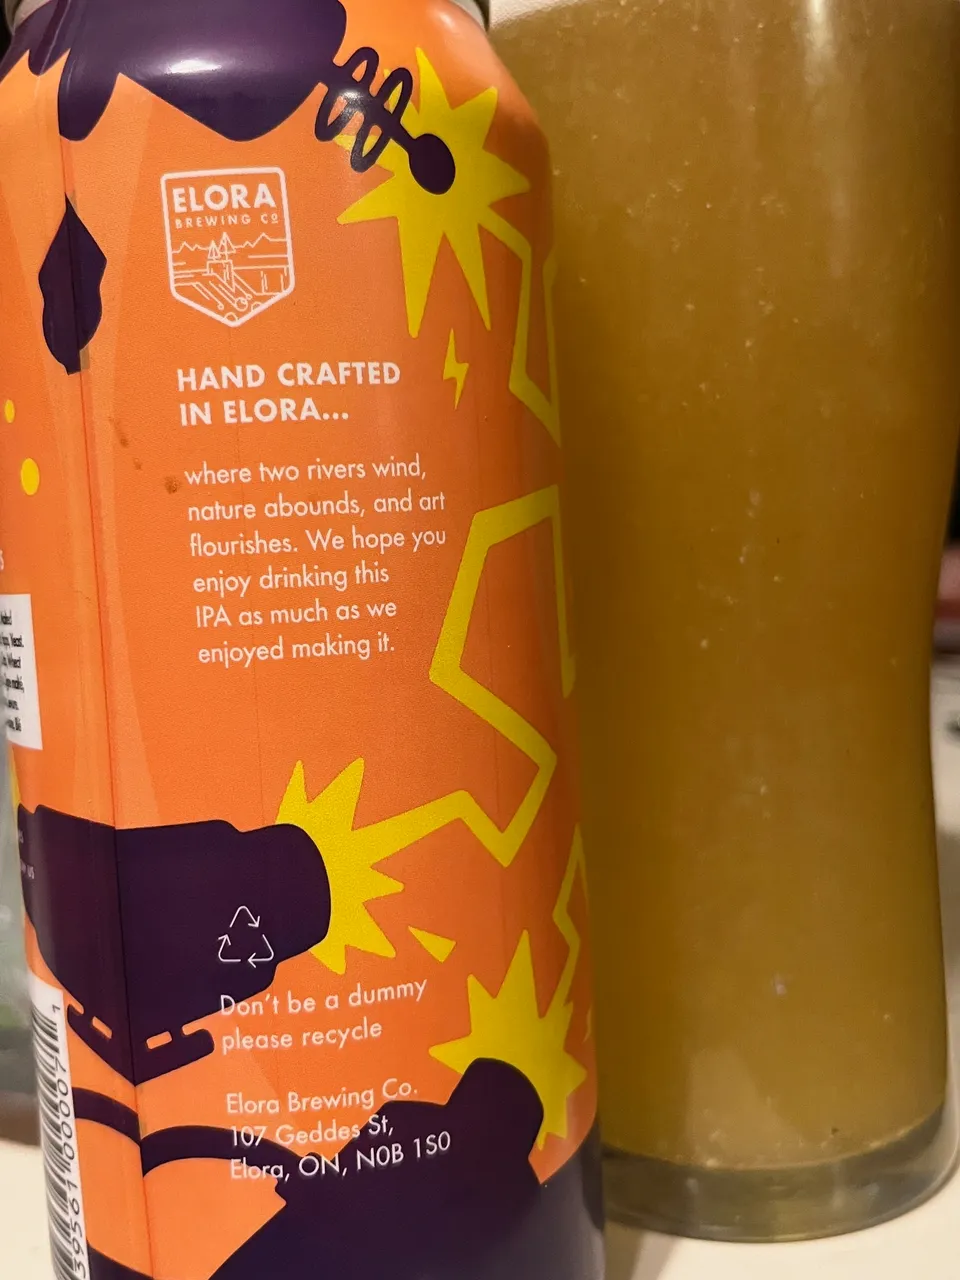 ELORA
BREWING Co
HAND CRAFTED
IN ELORA...
where two rivers wind,
nature abounds, and art
flourishes. We hope you
enjoy drinking this
IPA as much as we
enjoyed making it.
Don't be a dummy
please recycle
Elora Brewing Co.
107 Geddes St,
Elora, ON, N0B 1S0